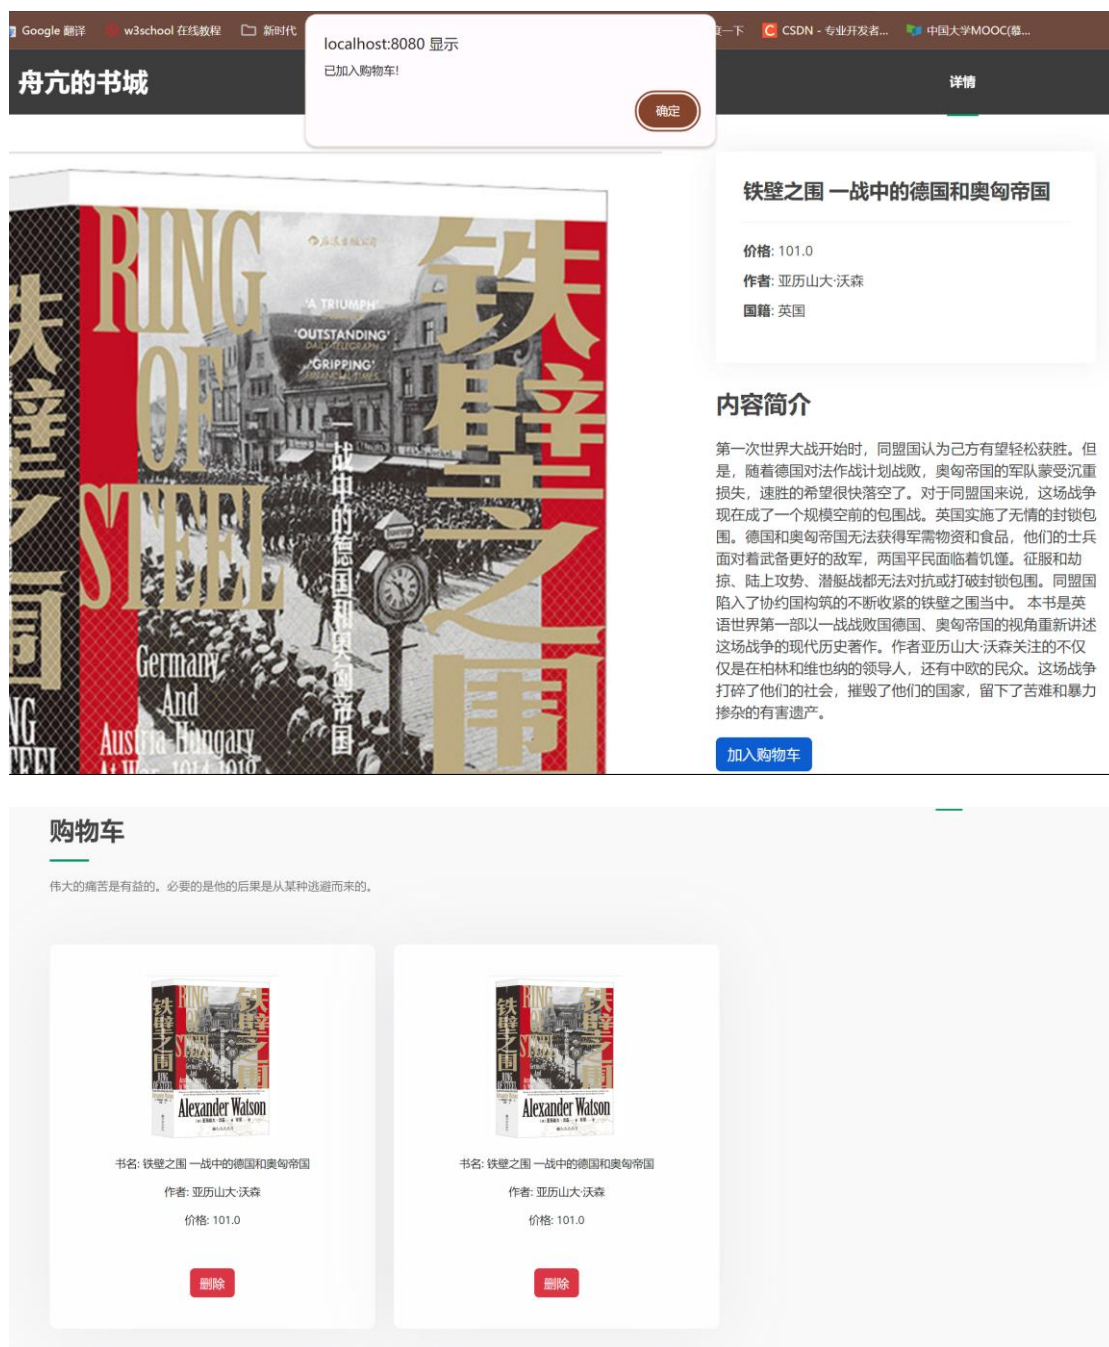 Google 翻译
w3school 在线教程
新时代
localhost:8080 显示
已加入购物车!
确定
度一下
CSDN - 专业开发者...
中国大学MOOC(慕...
舟亢的书城
详情
RING
OF
STEEL
'A TRIUMPH'
'OUTSTANDING'
DAILY TELEGRAPH
'GRIPPING'
FINANCIAL TIMES
铁壁之围
一战中的德国和奥匈帝国
Germany
And
Austria-Hungary
铁壁之围 一战中的德国和奥匈帝国
价格: 101.0
作者: 亚历山大·沃森
国籍: 英国
内容简介
第一次世界大战开始时，同盟国认为己方有望轻松获胜。但
是，随着德国对法作战计划战败，奥匈帝国的军队蒙受沉重
损失，速胜的希望很快落空了。对于同盟国来说，这场战争
现在成了一个规模空前的包围战。英国实施了无情的封锁包
围。德国和奥匈帝国无法获得军需物资和食品，他们的士兵
面对着武备更好的敌军，两国平民面临着饥馑。征服和劫
掠、陆上攻势、潜艇战都无法对抗或打破封锁包围。同盟国
陷入了协约国构筑的不断收紧的铁壁之围当中。 本书是英
语世界第一部以一战战败国德国、奥匈帝国的视角重新讲述
这场战争的现代历史著作。作者亚历山大·沃森关注的不仅
仅是在柏林和维也纳的领导人，还有中欧的民众。这场战争
打碎了他们的社会，摧毁了他们的国家，留下了苦难和暴力
掺杂的有害遗产。
加入购物车
购物车
伟大的痛苦是有益的。必要的是他的后果是从某种逃避而来的。
铁壁之围
RING
OF
STEEL
Alexander Watson
书名: 铁壁之围 一战中的德国和奥匈帝国
作者: 亚历山大·沃森
价格: 101.0
删除
铁壁之围
RING
OF
STEEL
Alexander Watson
书名: 铁壁之围 一战中的德国和奥匈帝国
作者: 亚历山大·沃森
价格: 101.0
删除